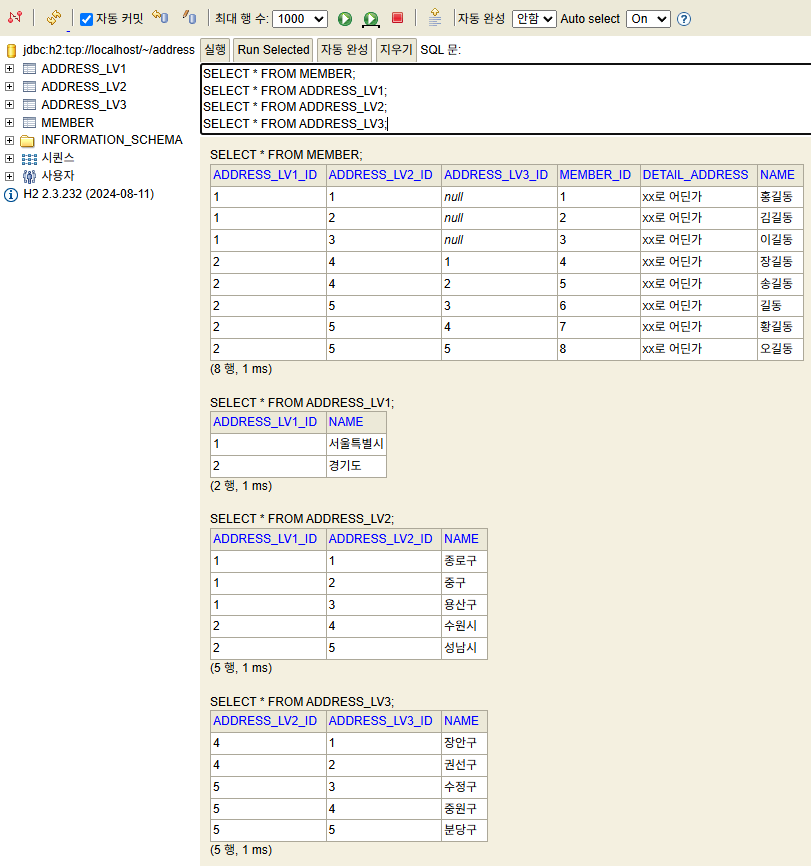 자동 커밋 최대 행 수: 1000 자동 완성 안함 Auto select On
jdbc:h2:tcp://localhost/~/address
ADDRESS_LV1
ADDRESS_LV2
ADDRESS_LV3
MEMBER
INFORMATION_SCHEMA
시퀀스
사용자
H2 2.3.232 (2024-08-11)
실행 Run Selected 자동 완성 지우기 SQL 문:
SELECT * FROM MEMBER;
SELECT * FROM ADDRESS_LV1;
SELECT * FROM ADDRESS_LV2;
SELECT * FROM ADDRESS_LV3;
SELECT * FROM MEMBER;
ADDRESS_LV1_ID ADDRESS_LV2_ID ADDRESS_LV3_ID MEMBER_ID DETAIL_ADDRESS NAME
1 1 null 1 xx로 어딘가 홍길동
1 2 null 2 xx로 어딘가 김길동
1 3 null 3 xx로 어딘가 이길동
2 4 1 4 xx로 어딘가 장길동
2 4 2 5 xx로 어딘가 송길동
2 5 3 6 xx로 어딘가 길동
2 5 4 7 xx로 어딘가 황길동
2 5 5 8 xx로 어딘가 오길동
(8 행, 1 ms)
SELECT * FROM ADDRESS_LV1;
ADDRESS_LV1_ID NAME
1 서울특별시
2 경기도
(2 행, 1 ms)
SELECT * FROM ADDRESS_LV2;
ADDRESS_LV1_ID ADDRESS_LV2_ID NAME
1 1 종로구
1 2 중구
1 3 용산구
2 4 수원시
2 5 성남시
(5 행, 1 ms)
SELECT * FROM ADDRESS_LV3;
ADDRESS_LV2_ID ADDRESS_LV3_ID NAME
4 1 장안구
4 2 권선구
5 3 수정구
5 4 중원구
5 5 분당구
(5 행, 1 ms)